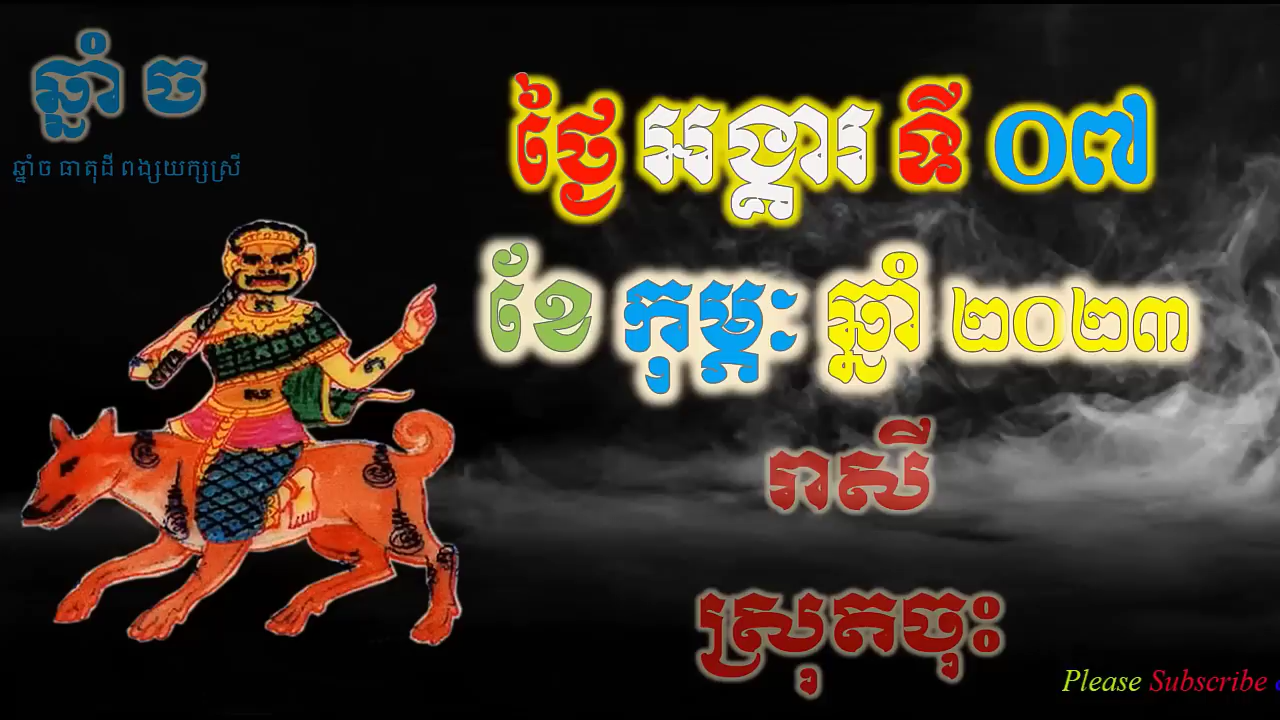 ឆ្នាំ ច
ឆ្នាំច ធាតុដី ពង្សយក្សស្រី
ថ្ងៃ អង្គារ ទី ០៧
ខែ កុម្ភៈ ឆ្នាំ ២០២៣
រាសី
ស្រុតចុះ
Please Subscribe